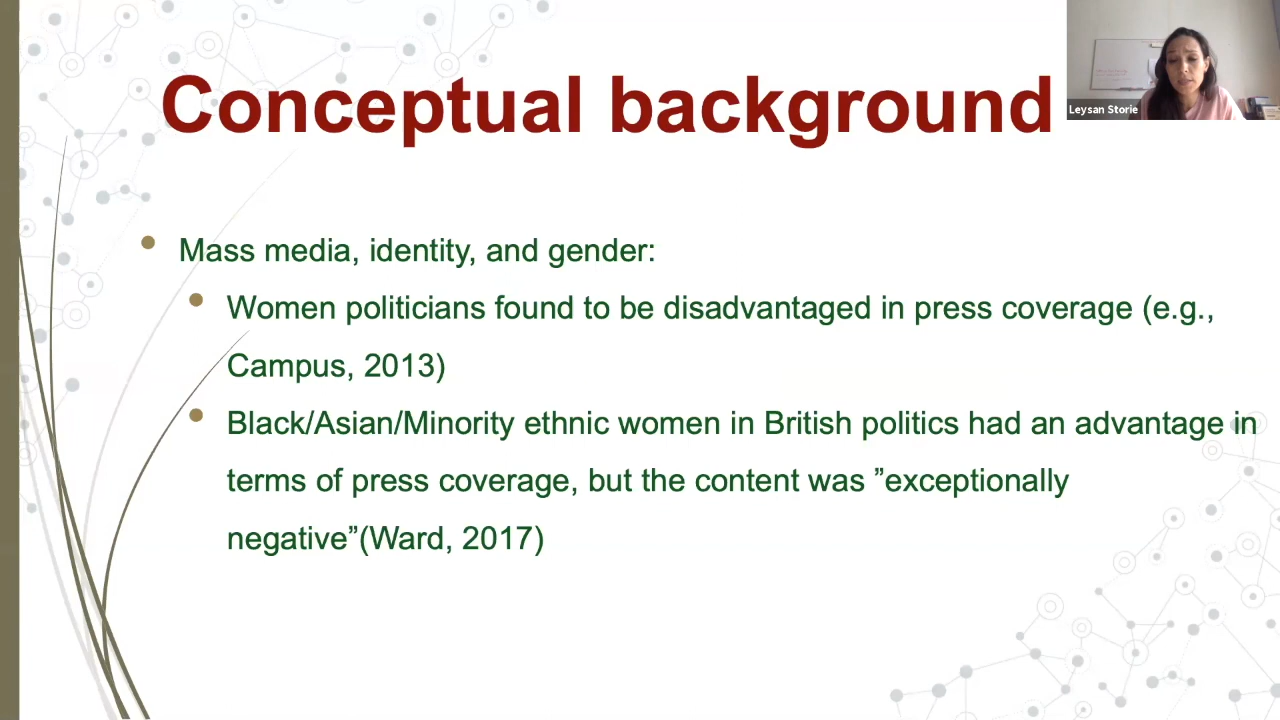 Conceptual background
Leysan Storie
Mass media, identity, and gender:
Women politicians found to be disadvantaged in press coverage (e.g.,
Campus, 2013)
Black/Asian/Minority ethnic women in British politics had an advantage in
terms of press coverage, but the content was ”exceptionally
negative”(Ward, 2017)